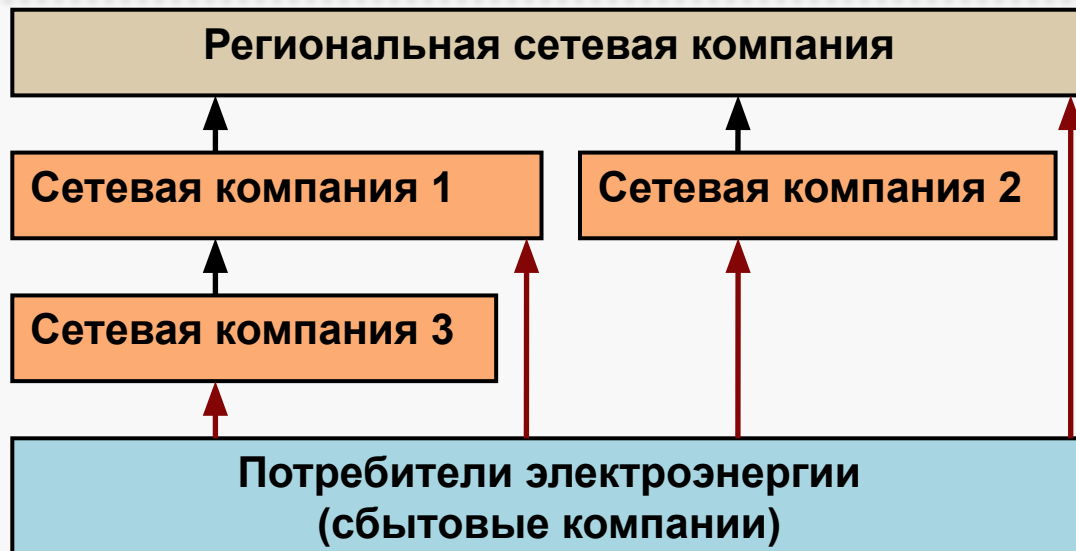 Региональная сетевая компания
Сетевая компания 1
Сетевая компания 2
Сетевая компания 3
Потребители электроэнергии
(сбытовые компании)